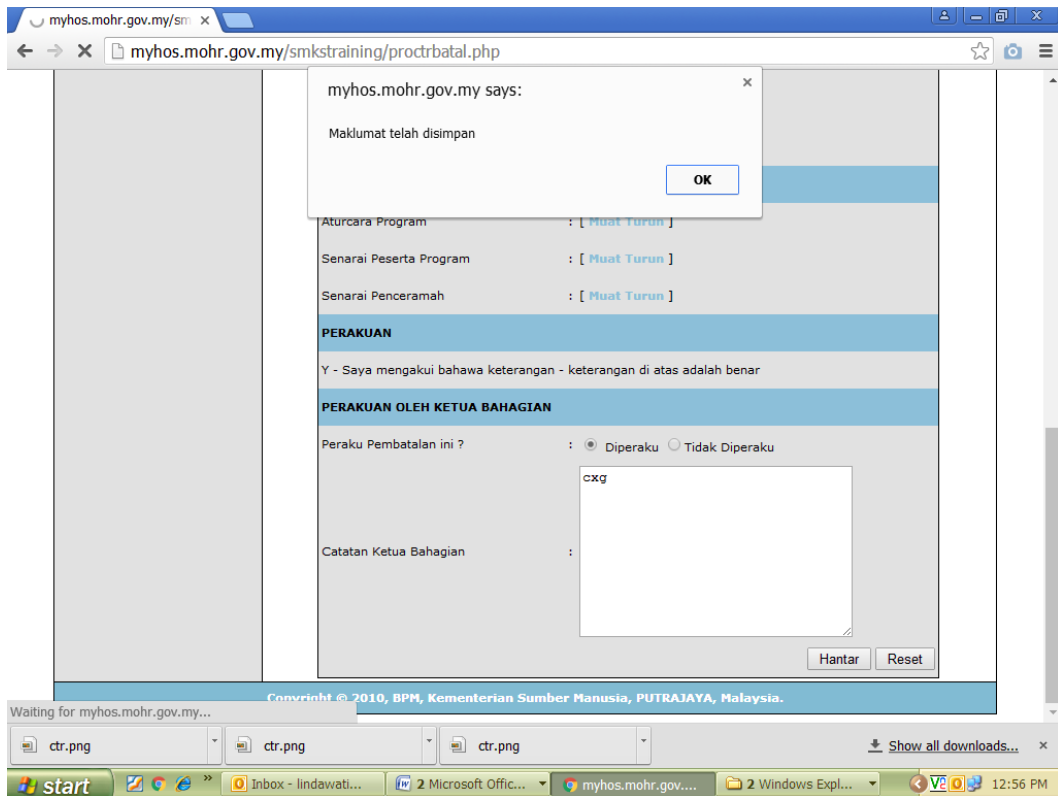 myhos.mohr.gov.my/sm
myhos.mohr.gov.my/smkstraining/proctrbatal.php
myhos.mohr.gov.my says:
Maklumat telah disimpan
OK
Aturcara Program : [ Muat Turun ]
Senarai Peserta Program : [ Muat Turun ]
Senarai Penceramah : [ Muat Turun ]
PERAKUAN
Y - Saya mengakui bahawa keterangan - keterangan di atas adalah benar
PERAKUAN OLEH KETUA BAHAGIAN
Peraku Pembatalan ini ? : Diperaku Tidak Diperaku
cxg
Catatan Ketua Bahagian :
Hantar Reset
Copyright © 2010, BPM, Kementerian Sumber Manusia, PUTRAJAYA, Malaysia.
Waiting for myhos.mohr.gov.my...
ctr.png ctr.png ctr.png Show all downloads...
start Inbox - lindawati... 2 Microsoft Offic... myhos.mohr.gov.... 2 Windows Expl... 12:56 PM